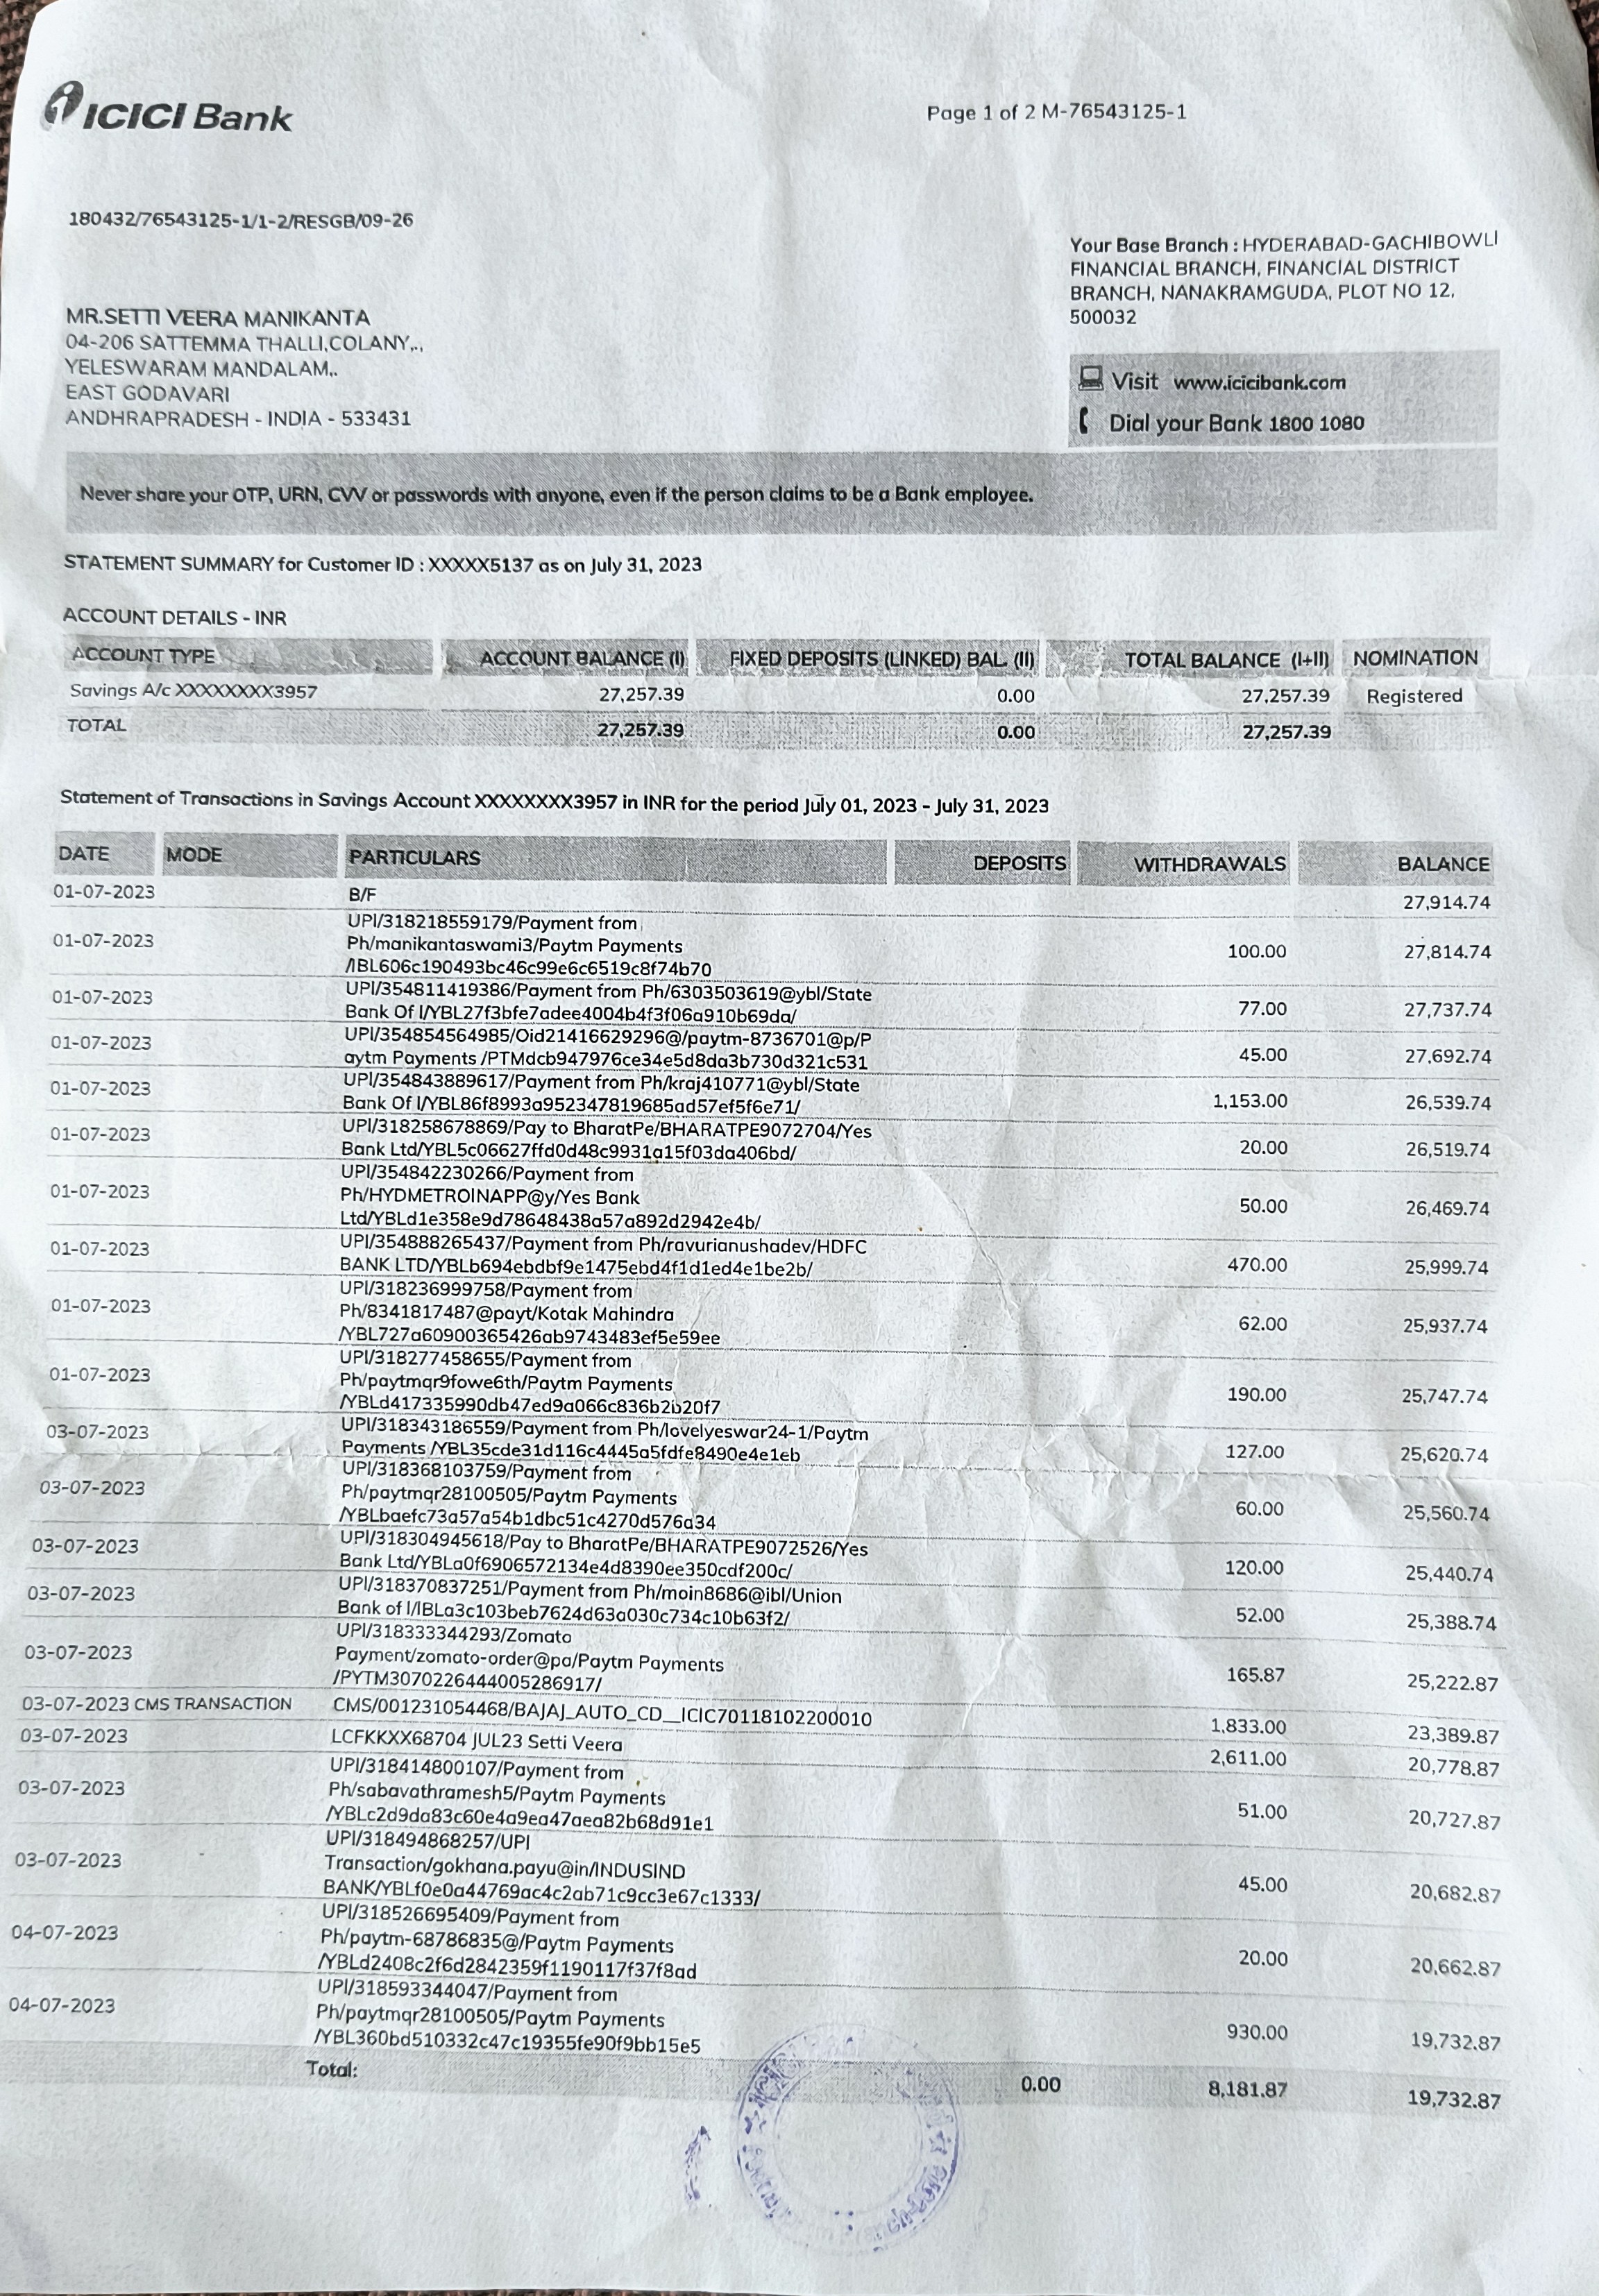 ICICI Bank
Page 1 of 2 M-76543125-1
180432/76543125-1/1-2/RESGB/09-26
Your Base Branch : HYDERABAD-GACHIBOWLI
FINANCIAL BRANCH, FINANCIAL DISTRICT
BRANCH, NANAKRAMGUDA, PLOT NO 12,
500032
MR.SETTI VEERA MANIKANTA
04-206 SATTEMMA THALLI,COLANY,.,
YELESWARAM MANDALAM,.
EAST GODAVARI
ANDHRAPRADESH - INDIA - 533431
Visit www.icicibank.com
Dial your Bank 1800 1080
Never share your OTP, URN, CVV or passwords with anyone, even if the person claims to be a Bank employee.
STATEMENT SUMMARY for Customer ID : XXXXX5137 as on July 31, 2023
ACCOUNT DETAILS - INR
ACCOUNT TYPE ACCOUNT BALANCE (I) FIXED DEPOSITS (LINKED) BAL. (II) TOTAL BALANCE (I+II) NOMINATION
Savings A/c XXXXXXXX3957 27,257.39 0.00 27,257.39 Registered
TOTAL 27,257.39 0.00 27,257.39
Statement of Transactions in Savings Account XXXXXXXX3957 in INR for the period July 01, 2023 - July 31, 2023
DATE MODE PARTICULARS DEPOSITS WITHDRAWALS BALANCE
01-07-2023 B/F 27,914.74
UPI/318218559179/Payment from
01-07-2023 Ph/manikantaswami3/Paytm Payments 100.00 27,814.74
/IBL606c190493bc46c99e6c6519c8f74b70
01-07-2023 UPI/354811419386/Payment from Ph/6303503619@ybl/State 77.00 27,737.74
Bank Of I/YBL27f3bfe7adee4004b4f3f06a910b69da/
01-07-2023 UPI/354854564985/Oid21416629296@/paytm-8736701@p/P 45.00 27,692.74
aytm Payments /PTMdcb947976ce34e5d8da3b730d321c531
01-07-2023 UPI/354843889617/Payment from Ph/kraj410771@ybl/State 1,153.00 26,539.74
Bank Of I/YBL86f8993a952347819685ad57ef5f6e71/
01-07-2023 UPI/318258678869/Pay to BharatPe/BHARATPE9072704/Yes 20.00 26,519.74
Bank Ltd/YBL5c06627ffd0d48c9931a15f03da406bd/
UPI/354842230266/Payment from
01-07-2023 Ph/HYDMETROINAPP@y/Yes Bank 50.00 26,469.74
Ltd/YBLd1e358e9d78648438a57a892d2942e4b/
01-07-2023 UPI/354888265437/Payment from Ph/ravurianushadev/HDFC 470.00 25,999.74
BANK LTD/YBLb694ebdbf9e1475ebd4f1d1ed4e1be2b/
UPI/318236999758/Payment from
01-07-2023 Ph/8341817487@payt/Kotak Mahindra 62.00 25,937.74
/YBL727a60900365426ab9743483ef5e59ee
UPI/318277458655/Payment from
01-07-2023 Ph/paytmqr9fowe6th/Paytm Payments 190.00 25,747.74
/YBLd417335990db47ed9a066c836b2b20f7
03-07-2023 UPI/318343186559/Payment from Ph/lovelyeswar24-1/Paytm 127.00 25,620.74
Payments /YBL35cde31d116c4445a5fdfe8490e4e1eb
UPI/318368103759/Payment from
03-07-2023 Ph/paytmqr28100505/Paytm Payments 60.00 25,560.74
/YBLbaefc73a57a54b1dbc51c4270d576a34
03-07-2023 UPI/318304945618/Pay to BharatPe/BHARATPE9072526/Yes 120.00 25,440.74
Bank Ltd/YBLa0f6906572134e4d8390ee350cdf200c/
03-07-2023 UPI/318370837251/Payment from Ph/moin8686@ibl/Union 52.00 25,388.74
Bank of I/IBLa3c103beb7624d63a030c734c10b63f2/
UPI/318333344293/Zomato
03-07-2023 Payment/zomato-order@pa/Paytm Payments 165.87 25,222.87
/PYTM3070226444005286917/
03-07-2023 CMS TRANSACTION CMS/001231054468/BAJAJ_AUTO_CD__ICIC70118102200010 1,833.00 23,389.87
03-07-2023 LCFKKXX68704 JUL23 Setti Veera 2,611.00 20,778.87
UPI/318414800107/Payment from
03-07-2023 Ph/sabavathramesh5/Paytm Payments 51.00 20,727.87
/YBLc2d9da83c60e4a9ea47aea82b68d91e1
UPI/318494868257/UPI
03-07-2023 Transaction/gokhana.payu@in/INDUSIND 45.00 20,682.87
BANK/YBLf0e0a44769ac4c2ab71c9cc3e67c1333/
UPI/318526695409/Payment from
04-07-2023 Ph/paytm-68786835@/Paytm Payments 20.00 20,662.87
/YBLd2408c2f6d2842359f1190117f37f8ad
UPI/318593344047/Payment from
04-07-2023 Ph/paytmqr28100505/Paytm Payments 930.00 19,732.87
/YBL360bd510332c47c19355fe90f9bb15e5
Total: 0.00 8,181.87 19,732.87